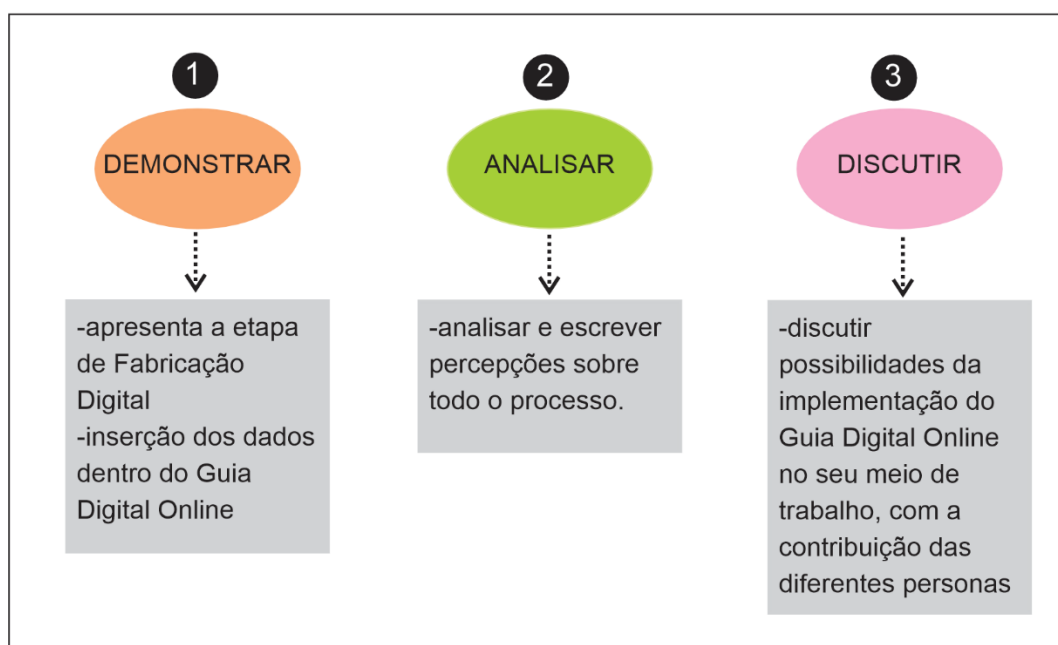 1
DEMONSTRAR
-apresenta a etapa
de Fabricação
Digital
-inserção dos dados
dentro do Guia
Digital Online
2
ANALISAR
-analisar e escrever
percepções sobre
todo o processo.
3
DISCUTIR
-discutir
possibilidades da
implementação do
Guia Digital Online
no seu meio de
trabalho, com a
contribuição das
diferentes personas